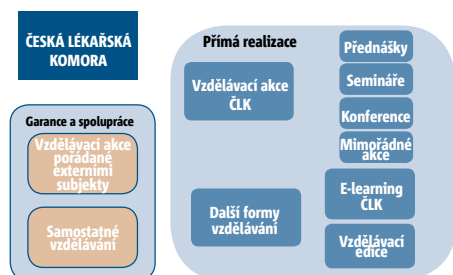 ČESKÁ LÉKAŘSKÁ
KOMORA
Garance a spolupráce
Vzdělávací akce
pořádané
externími
subjekty
Samostatné
vzdělávání
Přímá realizace
Vzdělávací akce
ČLK
Další formy
vzdělávání
Přednášky
Semináře
Konference
Mimořádné
akce
E-learning
ČLK
Vzdělávací
edice